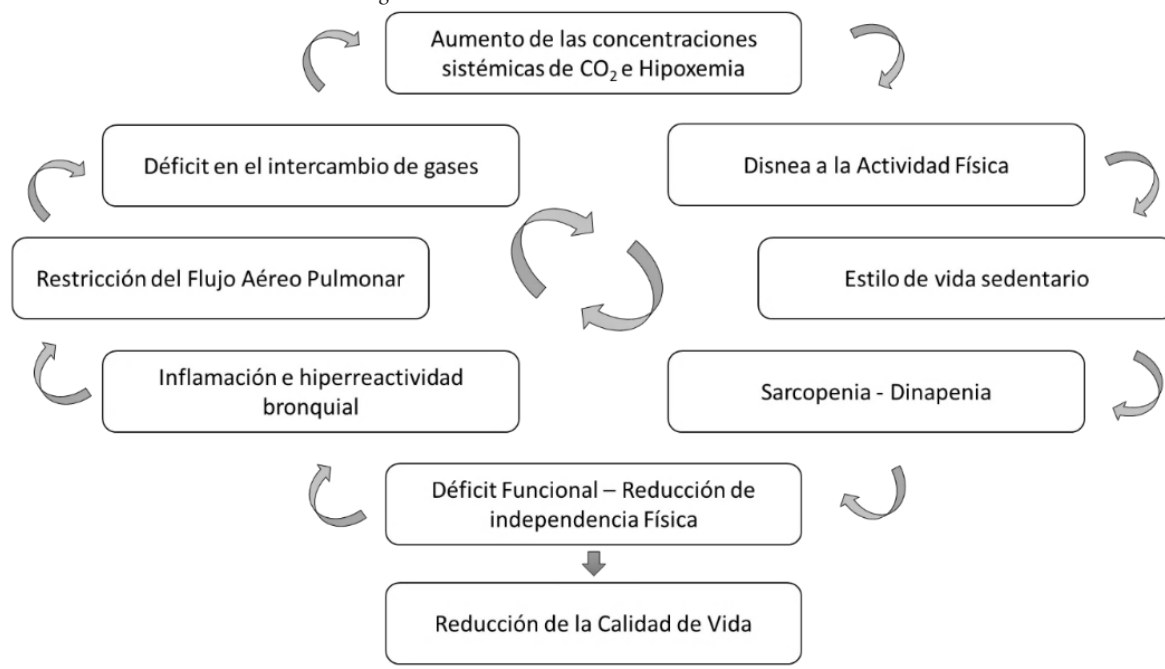 Aumento de las concentraciones
sistémicas de CO₂ e Hipoxemia
Déficit en el intercambio de gases
Disnea a la Actividad Física
Restricción del Flujo Aéreo Pulmonar
Estilo de vida sedentario
Inflamación e hiperreactividad
bronquial
Sarcopenia - Dinapenia
Déficit Funcional – Reducción de
independencia Física
Reducción de la Calidad de Vida